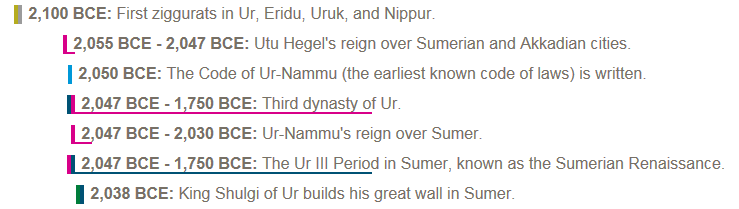 2,100 BCE: First ziggurats in Ur, Eridu, Uruk, and Nippur.
2,055 BCE - 2,047 BCE: Utu Hegel's reign over Sumerian and Akkadian cities.
2,050 BCE: The Code of Ur-Nammu (the earliest known code of laws) is written.
2,047 BCE - 1,750 BCE: Third dynasty of Ur.
2,047 BCE - 2,030 BCE: Ur-Nammu's reign over Sumer.
2,047 BCE - 1,750 BCE: The Ur III Period in Sumer, known as the Sumerian Renaissance.
2,038 BCE: King Shulgi of Ur builds his great wall in Sumer.